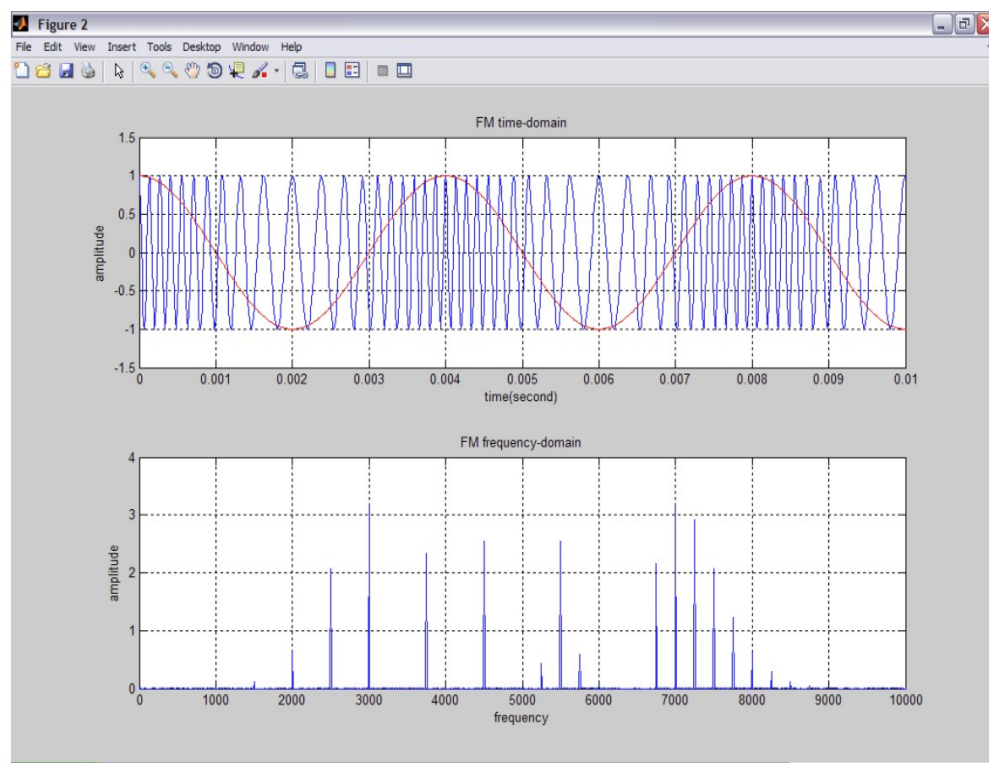 Figure 2
File Edit View Insert Tools Desktop Window Help
FM time-domain
1.5
1
0.5
0
-0.5
-1
-1.5
amplitude
0 0.001 0.002 0.003 0.004 0.005 0.006 0.007 0.008 0.009 0.01
time(second)
FM frequency-domain
4
3
2
1
0
amplitude
0 1000 2000 3000 4000 5000 6000 7000 8000 9000 10000
frequency